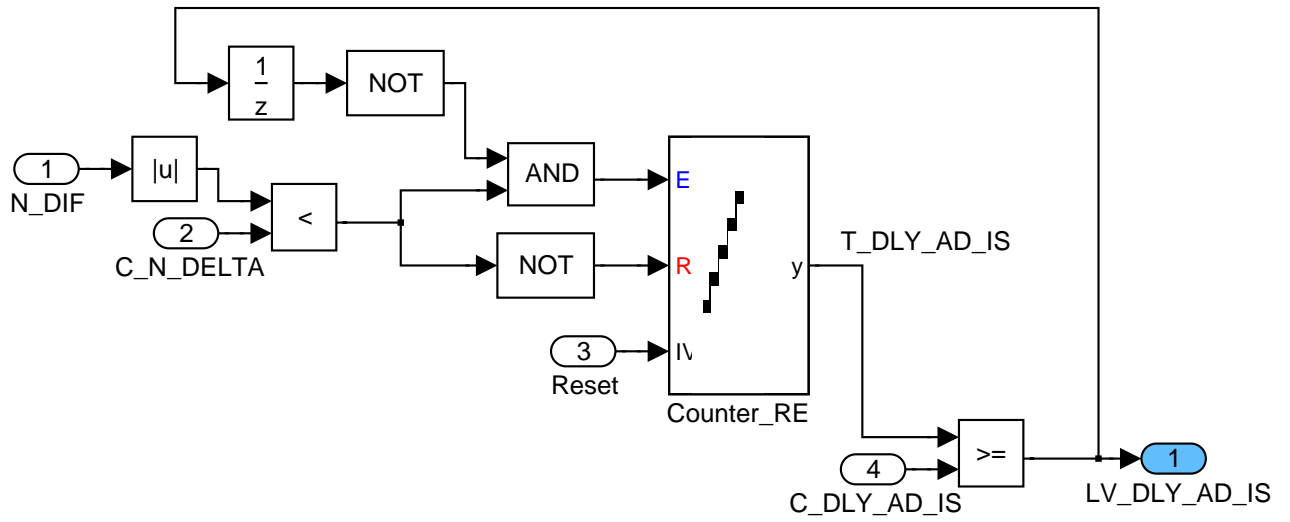 1
z
NOT
1
N_DIF
|u|
2
C_N_DELTA
<
AND
NOT
3
Reset
E
R
IV
y
Counter_RE
T_DLY_AD_IS
4
C_DLY_AD_IS
>=
1
LV_DLY_AD_IS